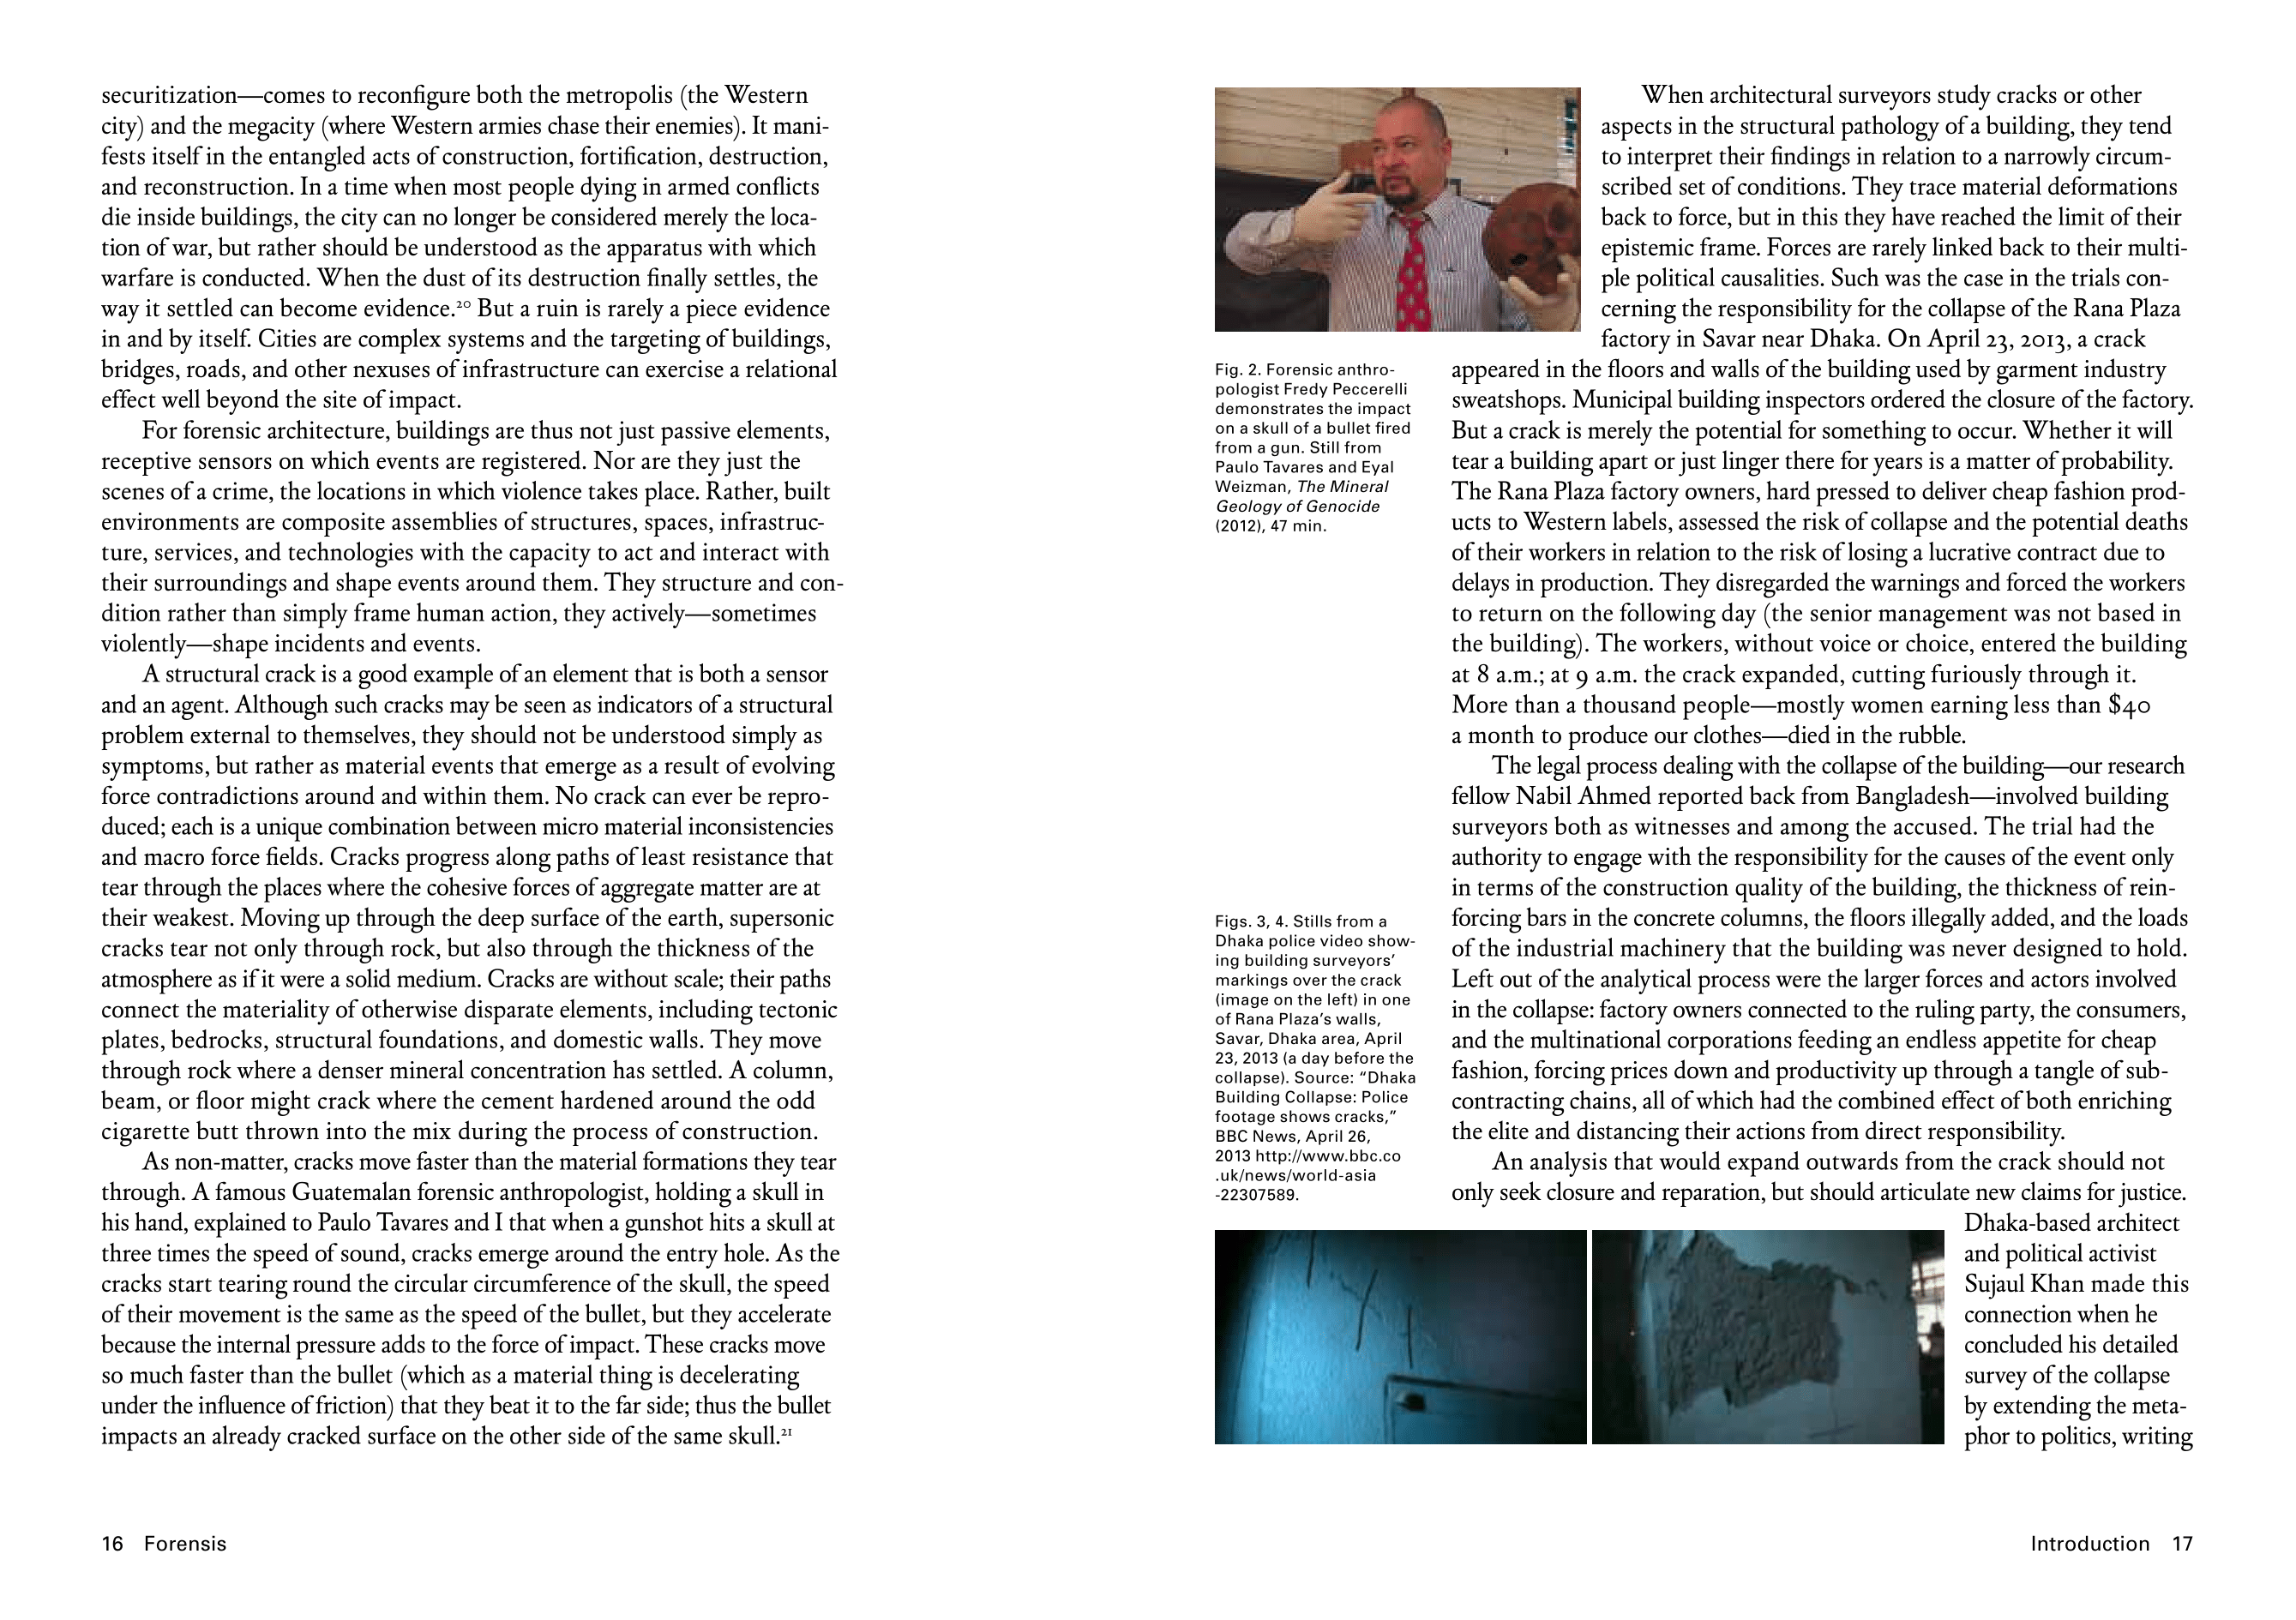 securitization—comes to reconfigure both the metropolis (the Western
city) and the megacity (where Western armies chase their enemies). It mani-
fests itself in the entangled acts of construction, fortification, destruction,
and reconstruction. In a time when most people dying in armed conflicts
die inside buildings, the city can no longer be considered merely the loca-
tion of war, but rather should be understood as the apparatus with which
warfare is conducted. When the dust of its destruction finally settles, the
way it settled can become evidence.²⁰ But a ruin is rarely a piece evidence
in and by itself. Cities are complex systems and the targeting of buildings,
bridges, roads, and other nexuses of infrastructure can exercise a relational
effect well beyond the site of impact.
For forensic architecture, buildings are thus not just passive elements,
receptive sensors on which events are registered. Nor are they just the
scenes of a crime, the locations in which violence takes place. Rather, built
environments are composite assemblies of structures, spaces, infrastruc-
ture, services, and technologies with the capacity to act and interact with
their surroundings and shape events around them. They structure and con-
dition rather than simply frame human action, they actively—sometimes
violently—shape incidents and events.
A structural crack is a good example of an element that is both a sensor
and an agent. Although such cracks may be seen as indicators of a structural
problem external to themselves, they should not be understood simply as
symptoms, but rather as material events that emerge as a result of evolving
force contradictions around and within them. No crack can ever be repro-
duced; each is a unique combination between micro material inconsistencies
and macro force fields. Cracks progress along paths of least resistance that
tear through the places where the cohesive forces of aggregate matter are at
their weakest. Moving up through the deep surface of the earth, supersonic
cracks tear not only through rock, but also through the thickness of the
atmosphere as if it were a solid medium. Cracks are without scale; their paths
connect the materiality of otherwise disparate elements, including tectonic
plates, bedrocks, structural foundations, and domestic walls. They move
through rock where a denser mineral concentration has settled. A column,
beam, or floor might crack where the cement hardened around the odd
cigarette butt thrown into the mix during the process of construction.
As non-matter, cracks move faster than the material formations they tear
through. A famous Guatemalan forensic anthropologist, holding a skull in
his hand, explained to Paulo Tavares and I that when a gunshot hits a skull at
three times the speed of sound, cracks emerge around the entry hole. As the
cracks start tearing round the circular circumference of the skull, the speed
of their movement is the same as the speed of the bullet, but they accelerate
because the internal pressure adds to the force of impact. These cracks move
so much faster than the bullet (which as a material thing is decelerating
under the influence of friction) that they beat it to the far side; thus the bullet
impacts an already cracked surface on the other side of the same skull.²¹
16 Forensis
Fig. 2. Forensic anthro-
pologist Fredy Peccerelli
demonstrates the impact
on a skull of a bullet fired
from a gun. Still from
Paulo Tavares and Eyal
Weizman, The Mineral
Geology of Genocide
(2012), 47 min.
Figs. 3, 4. Stills from a
Dhaka police video show-
ing building surveyors’
markings over the crack
(image on the left) in one
of Rana Plaza’s walls,
Savar, Dhaka area, April
23, 2013 (a day before the
collapse). Source: “Dhaka
Building Collapse: Police
footage shows cracks,”
BBC News, April 26,
2013 http://www.bbc.co
.uk/news/world-asia
-22307589.
When architectural surveyors study cracks or other
aspects in the structural pathology of a building, they tend
to interpret their findings in relation to a narrowly circum-
scribed set of conditions. They trace material deformations
back to force, but in this they have reached the limit of their
epistemic frame. Forces are rarely linked back to their multi-
ple political causalities. Such was the case in the trials con-
cerning the responsibility for the collapse of the Rana Plaza
factory in Savar near Dhaka. On April 23, 2013, a crack
appeared in the floors and walls of the building used by garment industry
sweatshops. Municipal building inspectors ordered the closure of the factory.
But a crack is merely the potential for something to occur. Whether it will
tear a building apart or just linger there for years is a matter of probability.
The Rana Plaza factory owners, hard pressed to deliver cheap fashion prod-
ucts to Western labels, assessed the risk of collapse and the potential deaths
of their workers in relation to the risk of losing a lucrative contract due to
delays in production. They disregarded the warnings and forced the workers
to return on the following day (the senior management was not based in
the building). The workers, without voice or choice, entered the building
at 8 a.m.; at 9 a.m. the crack expanded, cutting furiously through it.
More than a thousand people—mostly women earning less than $40
a month to produce our clothes—died in the rubble.
The legal process dealing with the collapse of the building—our research
fellow Nabil Ahmed reported back from Bangladesh—involved building
surveyors both as witnesses and among the accused. The trial had the
authority to engage with the responsibility for the causes of the event only
in terms of the construction quality of the building, the thickness of rein-
forcing bars in the concrete columns, the floors illegally added, and the loads
of the industrial machinery that the building was never designed to hold.
Left out of the analytical process were the larger forces and actors involved
in the collapse: factory owners connected to the ruling party, the consumers,
and the multinational corporations feeding an endless appetite for cheap
fashion, forcing prices down and productivity up through a tangle of sub-
contracting chains, all of which had the combined effect of both enriching
the elite and distancing their actions from direct responsibility.
An analysis that would expand outwards from the crack should not
only seek closure and reparation, but should articulate new claims for justice.
Dhaka-based architect
and political activist
Sujaul Khan made this
connection when he
concluded his detailed
survey of the collapse
by extending the meta-
phor to politics, writing
Introduction 17